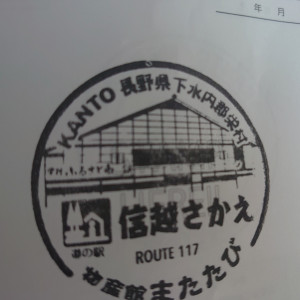 年 月
KANTO 長野県下水内郡栄村
道の駅
信越さかえ
ROUTE 117
物産館またたび